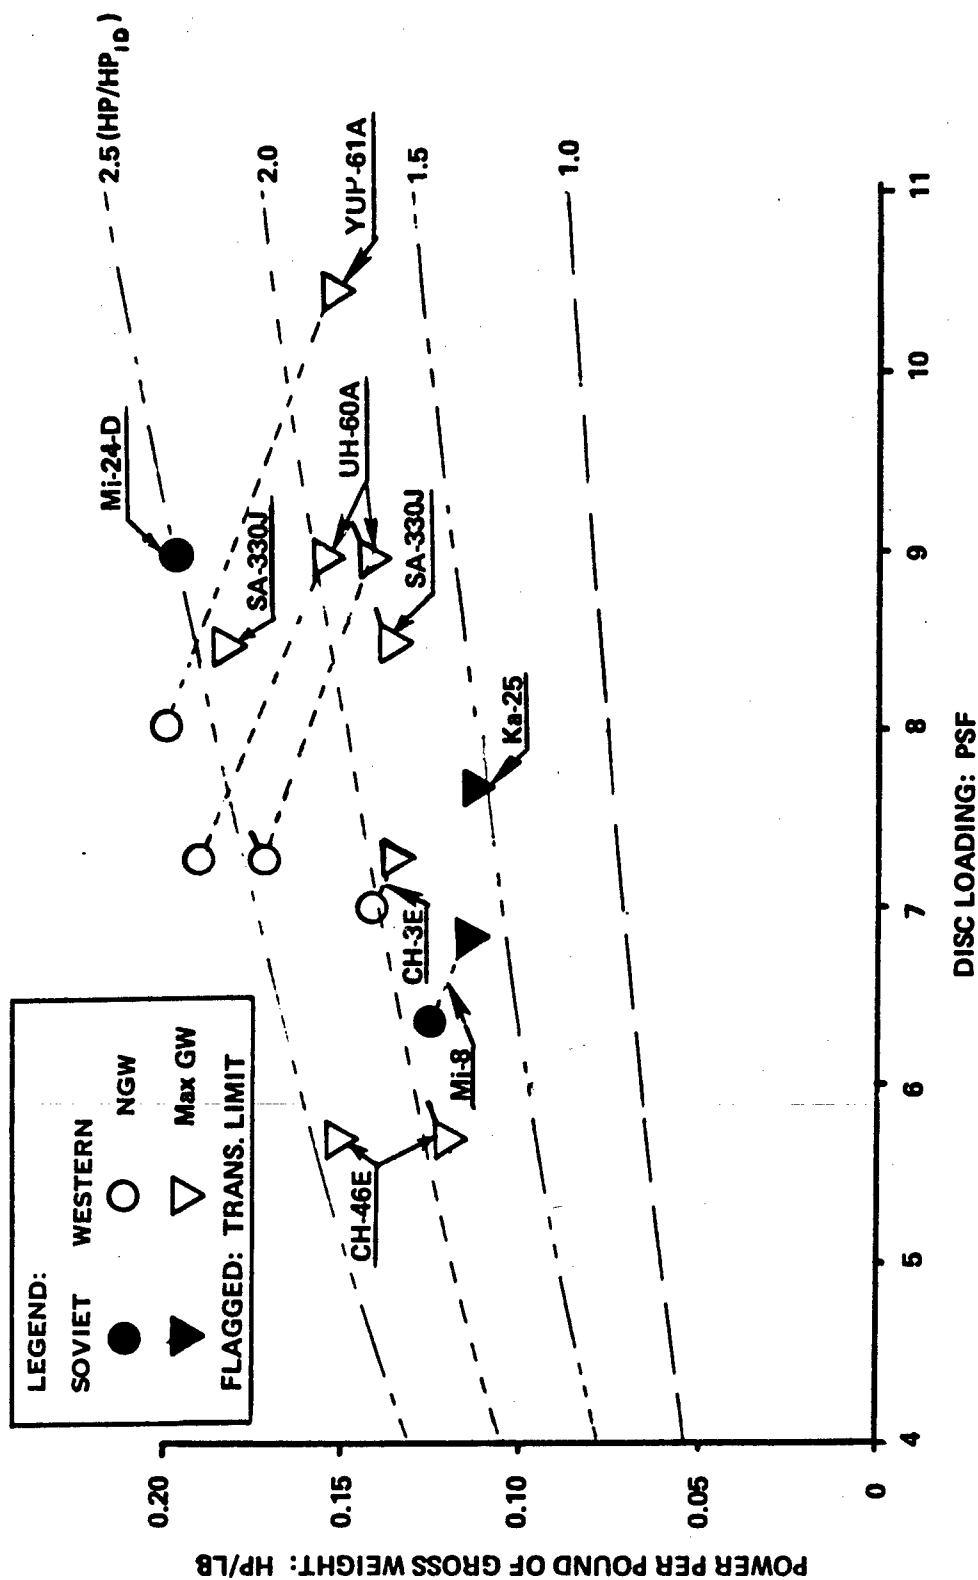 LEGEND:
SOVIET WESTERN
NGW
Max GW
FLAGGED: TRANS. LIMIT
2.5 (HP/HP ID)
2.0
1.5
1.0
Mi-24-D
SA-330J
UH-60A
YUH-61A
SA-330J
Ka-25
CH-3E
Mi-8
CH-46E
0.20
0.15
0.10
0.05
0
POWER PER POUND OF GROSS WEIGHT: HP/LB
4 5 6 7 8 9 10 11
DISC LOADING: PSF